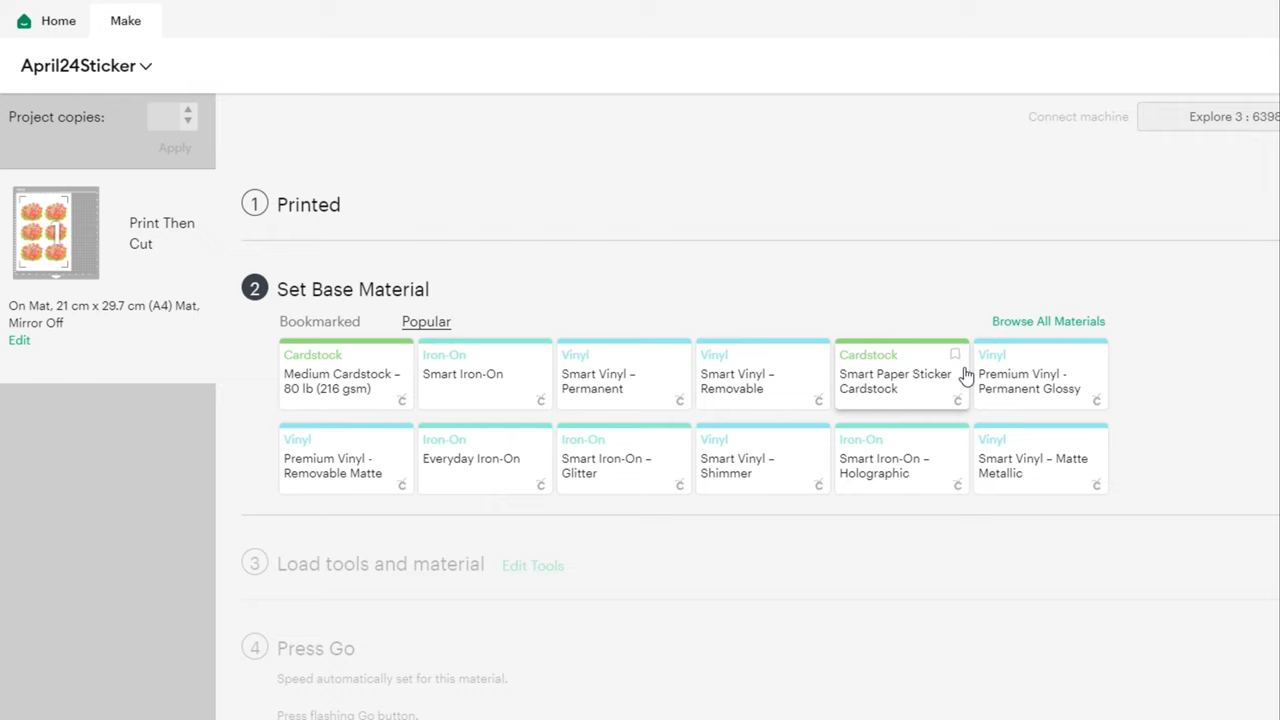 Home
Make
April24Sticker
Project copies:
Apply
Connect machine
Explore 3 : 6398
Print Then
Cut
On Mat, 21 cm x 29.7 cm (A4) Mat,
Mirror Off
Edit
1 Printed
2 Set Base Material
Bookmarked
Popular
Browse All Materials
Cardstock
Medium Cardstock –
80 lb (216 gsm)
Iron-On
Smart Iron-On
Vinyl
Smart Vinyl –
Permanent
Vinyl
Smart Vinyl –
Removable
Cardstock
Smart Paper Sticker
Cardstock
Vinyl
Premium Vinyl -
Permanent Glossy
Vinyl
Premium Vinyl -
Removable Matte
Iron-On
Everyday Iron-On
Iron-On
Smart Iron-On –
Glitter
Vinyl
Smart Vinyl –
Shimmer
Iron-On
Smart Iron-On –
Holographic
Vinyl
Smart Vinyl – Matte
Metallic
3 Load tools and material
Edit Tools
4 Press Go
Speed automatically set for this material.
Press flashing Go button.